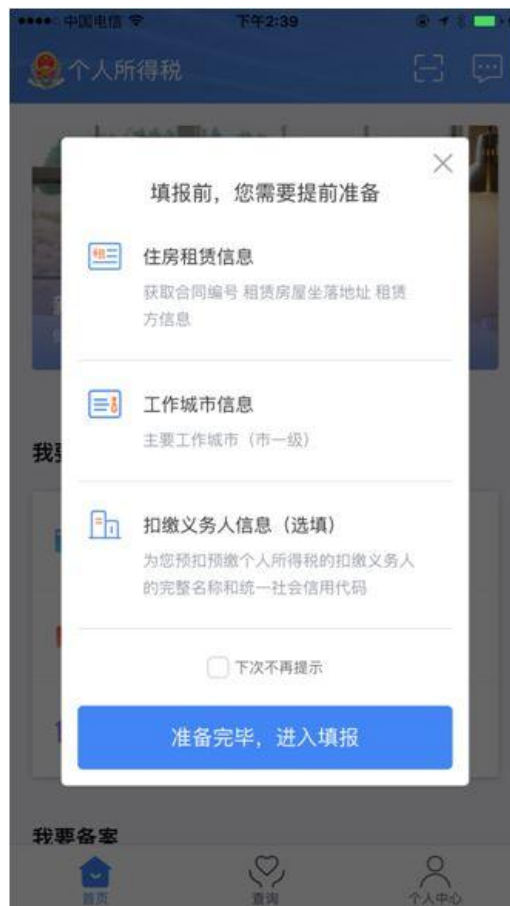 中国电信 下午2:39
个人所得税
填报前，您需要提前准备
租
住房租赁信息
获取合同编号 租赁房屋坐落地址 租赁
方信息
工作城市信息
主要工作城市（市一级）
我要
扣缴义务人信息（选填）
为您预扣预缴个人所得税的扣缴义务人
的完整名称和统一社会信用代码
下次不再提示
准备完毕，进入填报
我要备案
首页 查询 个人中心